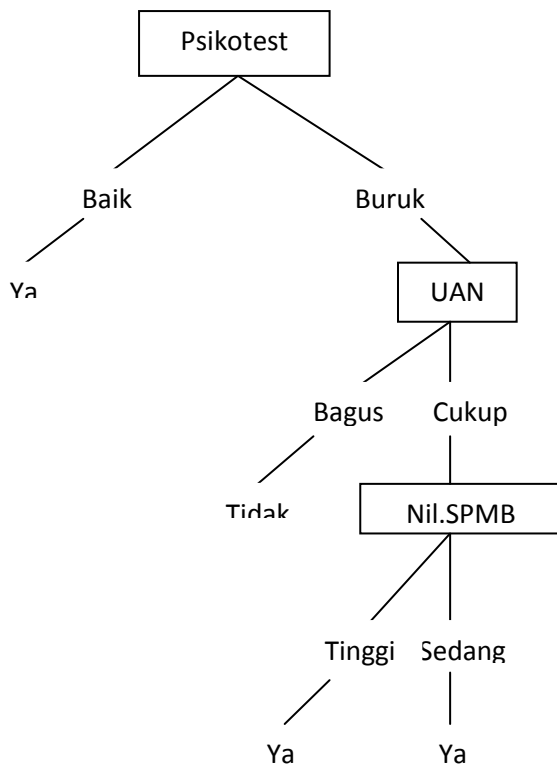 Psikotest
Baik Buruk
Ya UAN
Bagus Cukup
Tidak Nil.SPMB
Tinggi Sedang
Ya Ya